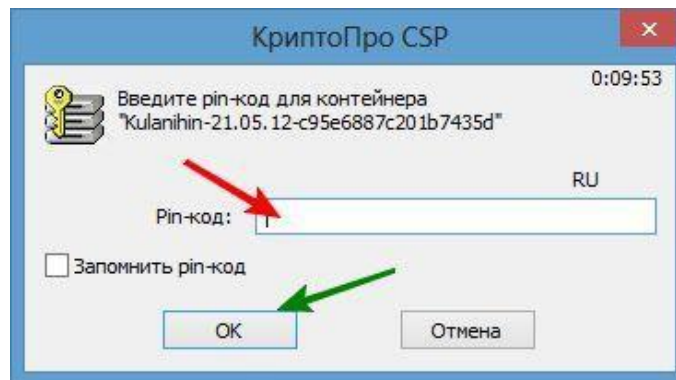 КриптоПро CSP
0:09:53
Введите pin-код для контейнера
"Kulanihin-21.05.12-c95e6887c201b7435d"
RU
Pin-код:
Запомнить pin-код
OK
Отмена